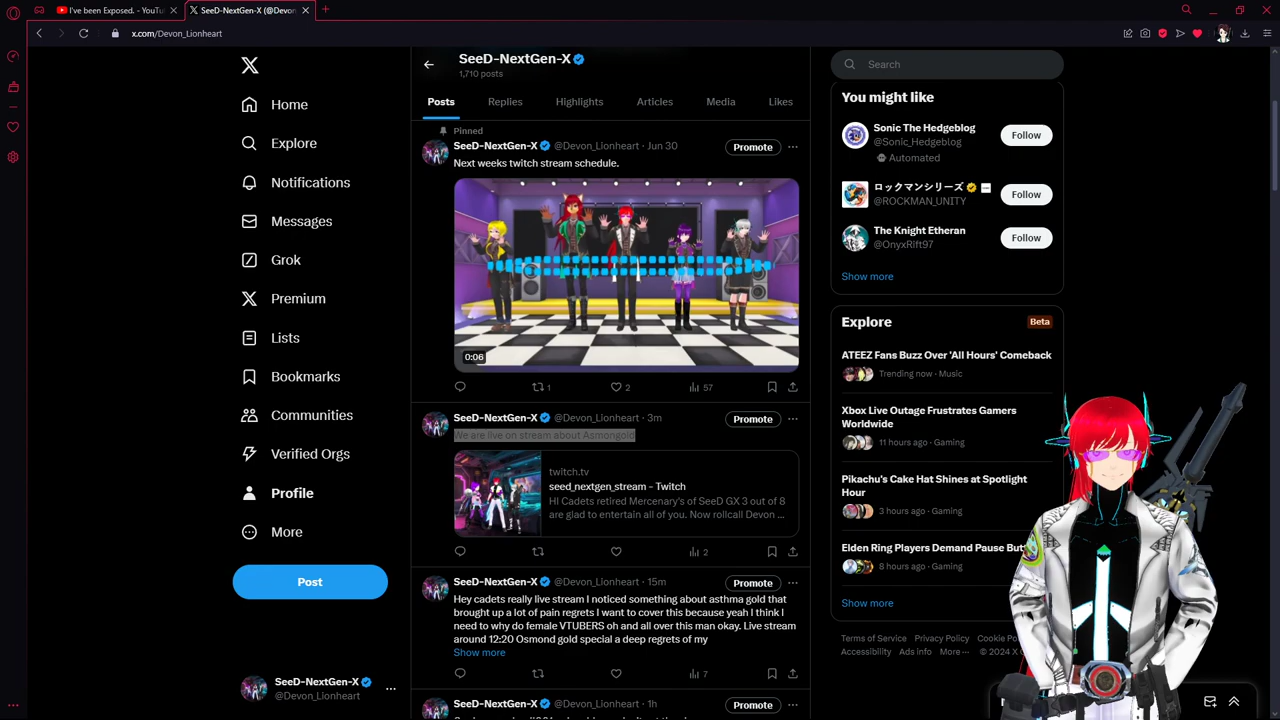 I've been Exposed. - YouTu
SeeD-NextGen-X (@Devon_
x.com/Devon_Lionheart
Home
Explore
Notifications
Messages
Grok
Premium
Lists
Bookmarks
Communities
Verified Orgs
Profile
More
Post
SeeD-NextGen-X
@Devon_Lionheart
SeeD-NextGen-X
1,710 posts
Posts Replies Highlights Articles Media Likes
Pinned
SeeD-NextGen-X @Devon_Lionheart · Jun 30
Promote
Next weeks twitch stream schedule.
0:06
1 2 57
SeeD-NextGen-X @Devon_Lionheart · 3m
Promote
We are live on stream about Asmongold
twitch.tv
seed_nextgen_stream - Twitch
HI Cadets retired Mercenary's of SeeD GX 3 out of 8
are glad to entertain all of you. Now rollcall Devon ...
2
SeeD-NextGen-X @Devon_Lionheart · 15m
Promote
Hey cadets really live stream I noticed something about asthma gold that
brought up a lot of pain regrets I want to cover this because yeah I think I
need to why do female VTUBERS oh and all over this man okay. Live stream
around 12:20 Osmond gold special a deep regrets of my
Show more
7
SeeD-NextGen-X @Devon_Lionheart · 1h
Promote
Search
You might like
Sonic The Hedgeblog
@Sonic_Hedgeblog
Automated
Follow
ロックマンシリーズ
@ROCKMAN_UNITY
Follow
The Knight Etheran
@OnyxRift97
Follow
Show more
Explore
Beta
ATEEZ Fans Buzz Over 'All Hours' Comeback
Trending now · Music
Xbox Live Outage Frustrates Gamers
Worldwide
11 hours ago · Gaming
Pikachu's Cake Hat Shines at Spotlight
Hour
3 hours ago · Gaming
Elden Ring Players Demand Pause But
8 hours ago · Gaming
Show more
Terms of Service Privacy Policy Cookie Po
Accessibility Ads info More ··· © 2024 X